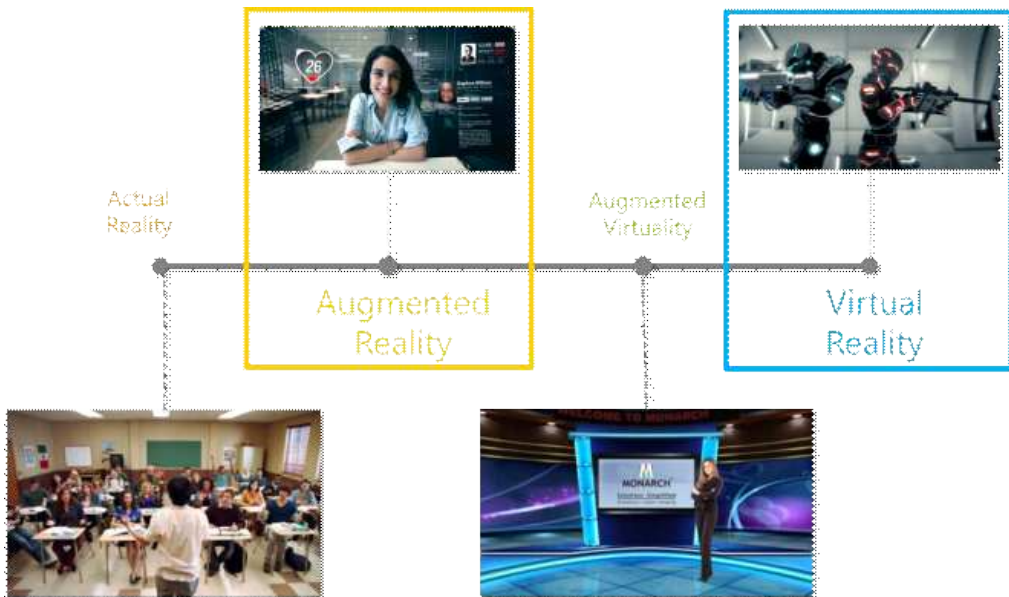 26
Actual
Reality
Augmented
Virtuality
Augmented
Reality
Virtual
Reality
WELCOME TO MONARCH
M
MONARCH